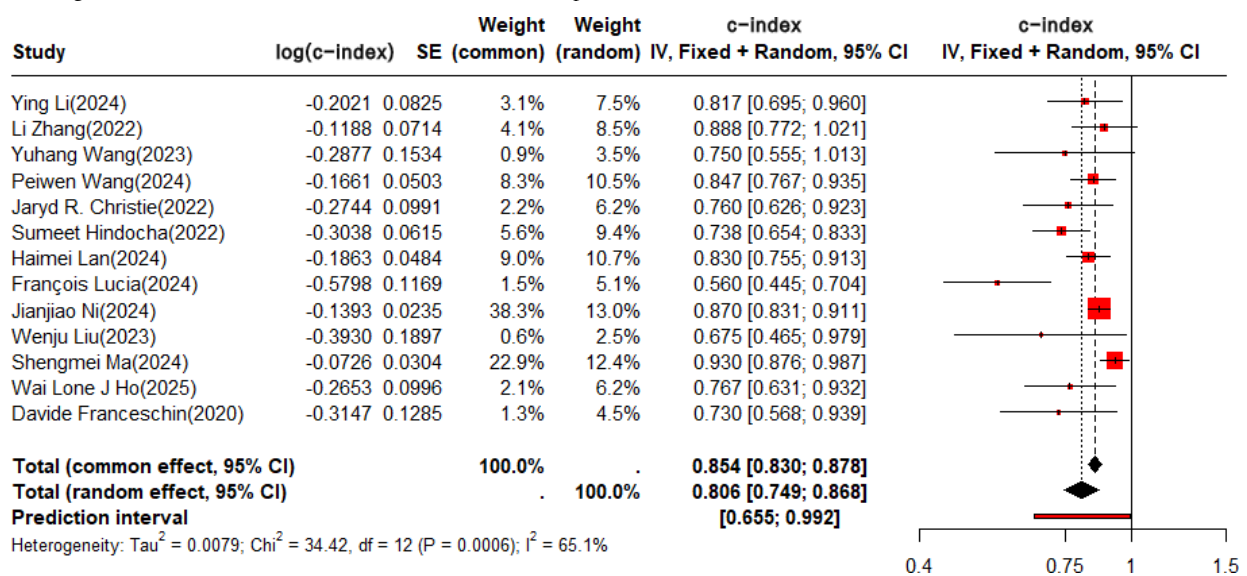 Weight Weight c-index c-index
Study log(c-index) SE (common) (random) IV, Fixed + Random, 95% CI IV, Fixed + Random, 95% CI
Ying Li(2024) -0.2021 0.0825 3.1% 7.5% 0.817 [0.695; 0.960]
Li Zhang(2022) -0.1188 0.0714 4.1% 8.5% 0.888 [0.772; 1.021]
Yuhang Wang(2023) -0.2877 0.1534 0.9% 3.5% 0.750 [0.555; 1.013]
Peiwen Wang(2024) -0.1661 0.0503 8.3% 10.5% 0.847 [0.767; 0.935]
Jaryd R. Christie(2022) -0.2744 0.0991 2.2% 6.2% 0.760 [0.626; 0.923]
Sumeet Hindocha(2022) -0.3038 0.0615 5.6% 9.4% 0.738 [0.654; 0.833]
Haimei Lan(2024) -0.1863 0.0484 9.0% 10.7% 0.830 [0.755; 0.913]
François Lucia(2024) -0.5798 0.1169 1.5% 5.1% 0.560 [0.445; 0.704]
Jianjiao Ni(2024) -0.1393 0.0235 38.3% 13.0% 0.870 [0.831; 0.911]
Wenju Liu(2023) -0.3930 0.1897 0.6% 2.5% 0.675 [0.465; 0.979]
Shengmei Ma(2024) -0.0726 0.0304 22.9% 12.4% 0.930 [0.876; 0.987]
Wai Lone J Ho(2025) -0.2653 0.0996 2.1% 6.2% 0.767 [0.631; 0.932]
Davide Franceschin(2020) -0.3147 0.1285 1.3% 4.5% 0.730 [0.568; 0.939]
Total (common effect, 95% CI) 100.0% . 0.854 [0.830; 0.878]
Total (random effect, 95% CI) . 100.0% 0.806 [0.749; 0.868]
Prediction interval [0.655; 0.992]
Heterogeneity: Tau² = 0.0079; Chi² = 34.42, df = 12 (P = 0.0006); I² = 65.1%
0.4 0.75 1 1.5